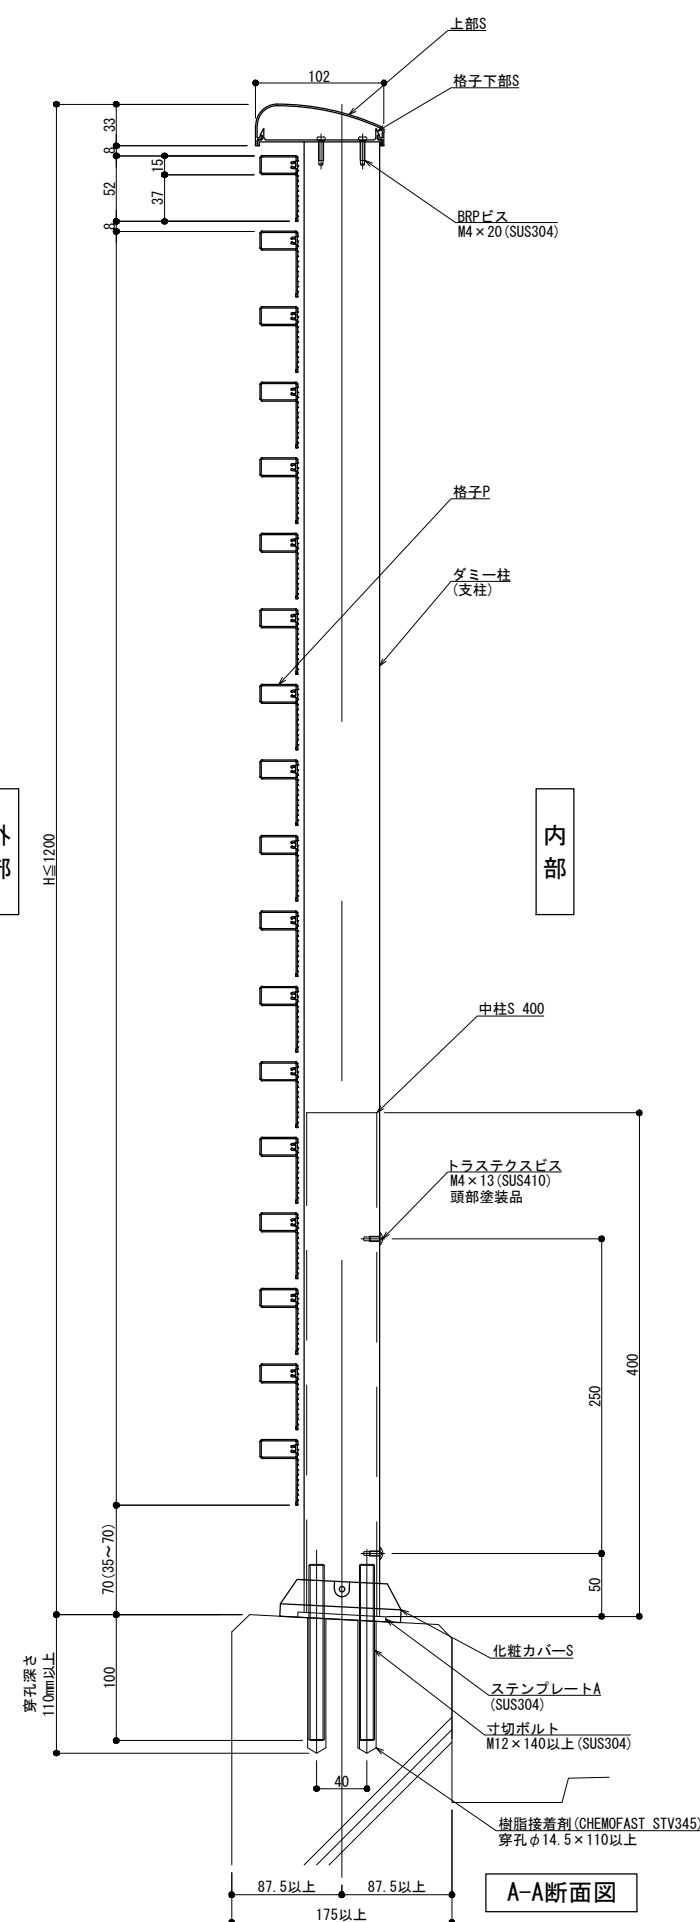 上部S
102
格子下部S
33
8
15
52
37
8
BRPビス
M4×20(SUS304)
格子P
ダミー柱
(支柱)
外部
内部
H≦1200
中柱S 400
トラステクスビス
M4×13(SUS410)
頭部塗装品
250
400
70(35~70)
50
化粧カバーS
穿孔深さ
110mm以上
100
ステンプレートA
(SUS304)
寸切ボルト
M12×140以上(SUS304)
40
樹脂接着剤(CHEMOFAST STV345)
穿孔φ14.5×110以上
87.5以上
87.5以上
A-A断面図
175以上